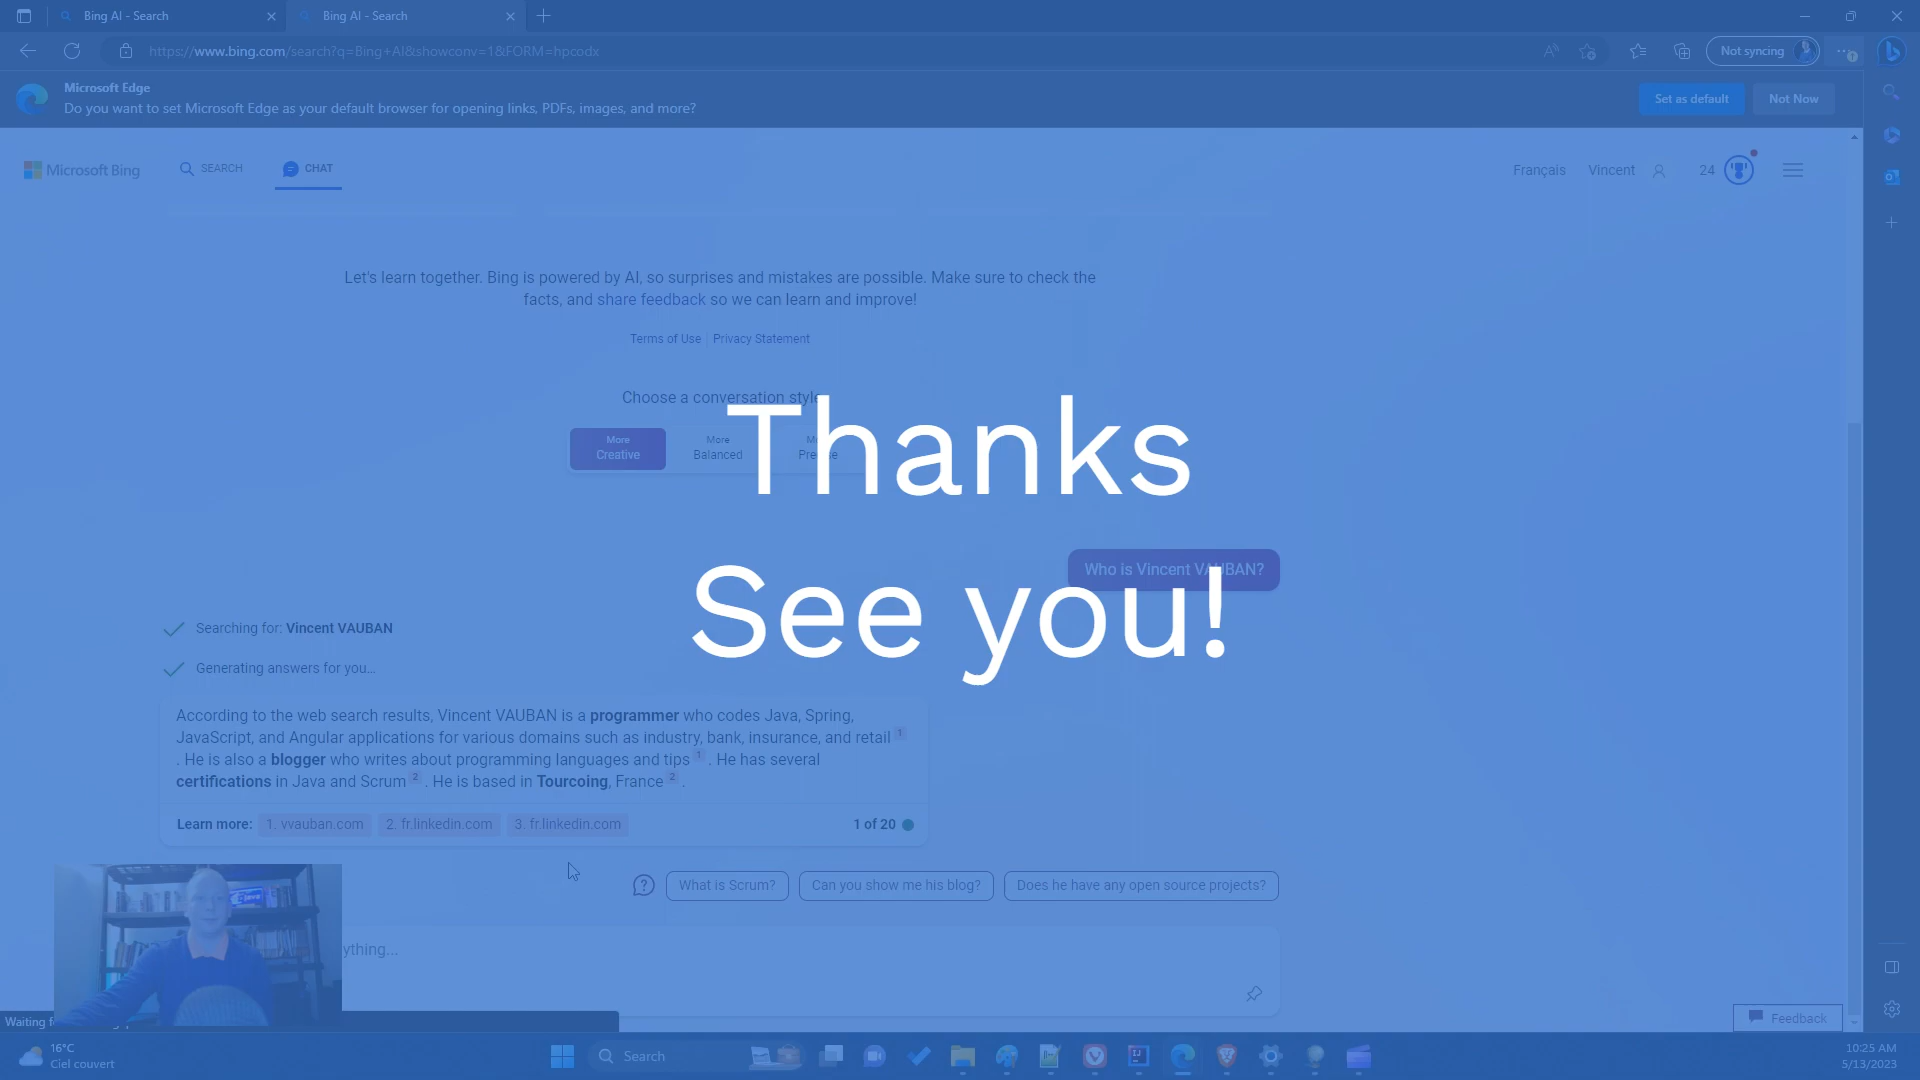 Bing AI - Search
Bing AI - Search
https://www.bing.com/search?q=Bing+AI&showconv=1&FORM=hpcodx
Not syncing
Microsoft Edge
Do you want to set Microsoft Edge as your default browser for opening links, PDFs, images, and more?
Set as default
Not Now
Microsoft Bing
SEARCH
CHAT
Français
Vincent
24
Let's learn together. Bing is powered by AI, so surprises and mistakes are possible. Make sure to check the
facts, and share feedback so we can learn and improve!
Terms of Use | Privacy Statement
Choose a conversation style
More
Creative
More
Balanced
Thanks
See you!
Who is Vincent VAUBAN?
Searching for: Vincent VAUBAN
Generating answers for you...
According to the web search results, Vincent VAUBAN is a programmer who codes Java, Spring,
JavaScript, and Angular applications for various domains such as industry, bank, insurance, and retail 1
. He is also a blogger who writes about programming languages and tips 1 . He has several
certifications in Java and Scrum 2 . He is based in Tourcoing, France 2 .
Learn more:
1. vvauban.com
2. fr.linkedin.com
3. fr.linkedin.com
1 of 20
What is Scrum?
Can you show me his blog?
Does he have any open source projects?
Waiting
Feedback
16°C
Ciel couvert
Search
10:25 AM
5/13/2023